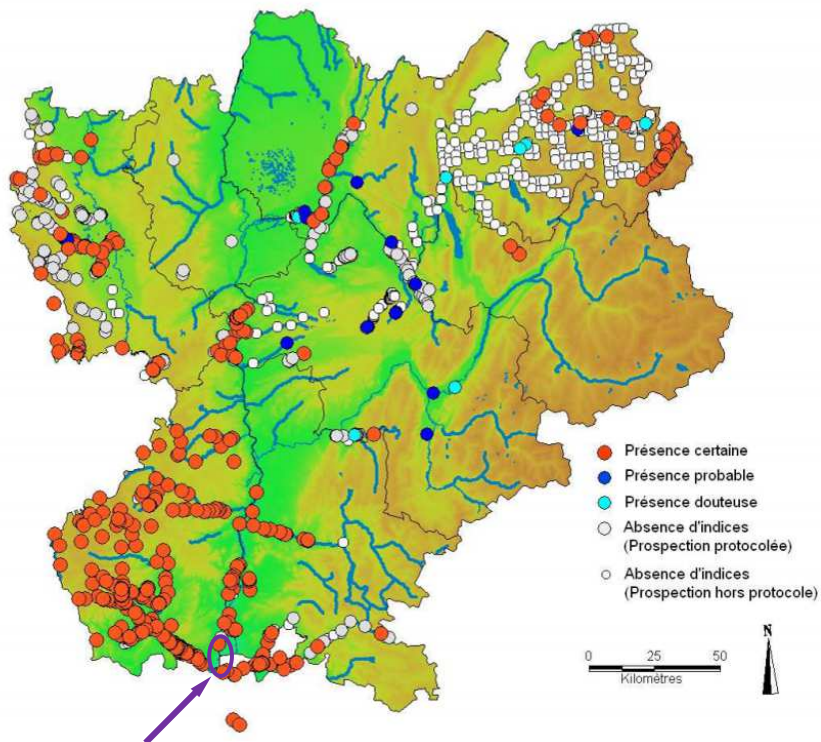 Présence certaine
Présence probable
Présence douteuse
Absence d'indices
(Prospection protocolée)
Absence d'indices
(Prospection hors protocole)
N
0 25 50
Kilomètres